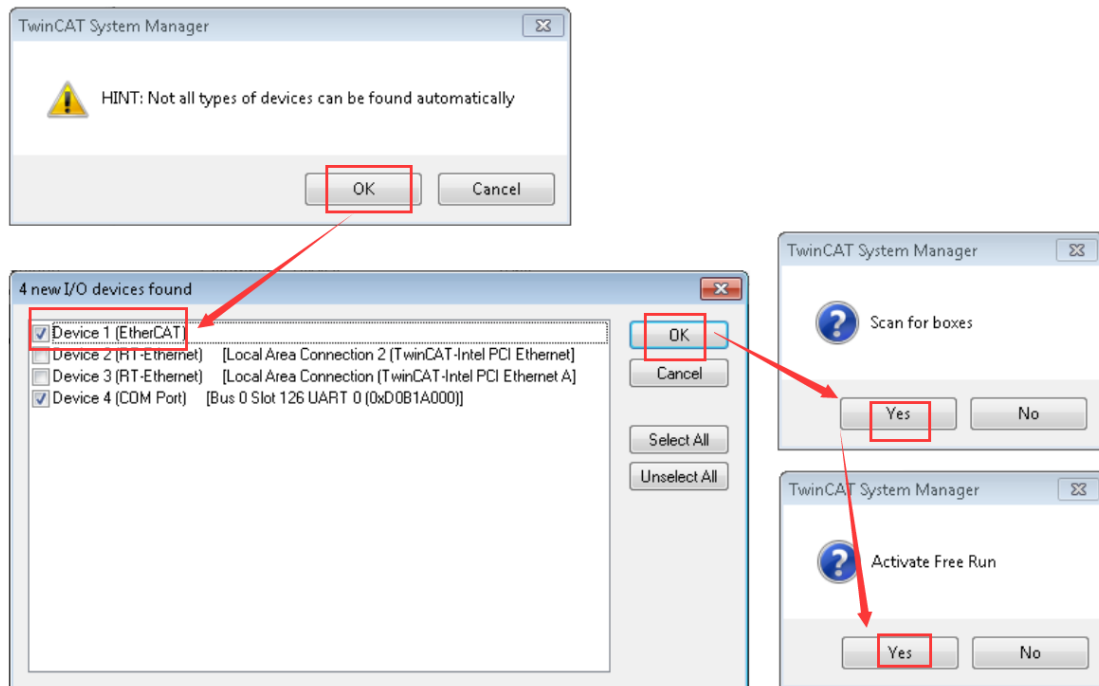 TwinCAT System Manager
HINT: Not all types of devices can be found automatically
OK
Cancel
4 new I/O devices found
Device 1 (EtherCAT)
Device 2 (RT-Ethernet) [Local Area Connection 2 (TwinCAT-Intel PCI Ethernet]
Device 3 (RT-Ethernet) [Local Area Connection (TwinCAT-Intel PCI Ethernet A]
Device 4 (COM Port) [Bus 0 Slot 126 UART 0 (0xD0B1A000)]
OK
Cancel
Select All
Unselect All
TwinCAT System Manager
Scan for boxes
Yes
No
TwinCAT System Manager
Activate Free Run
Yes
No